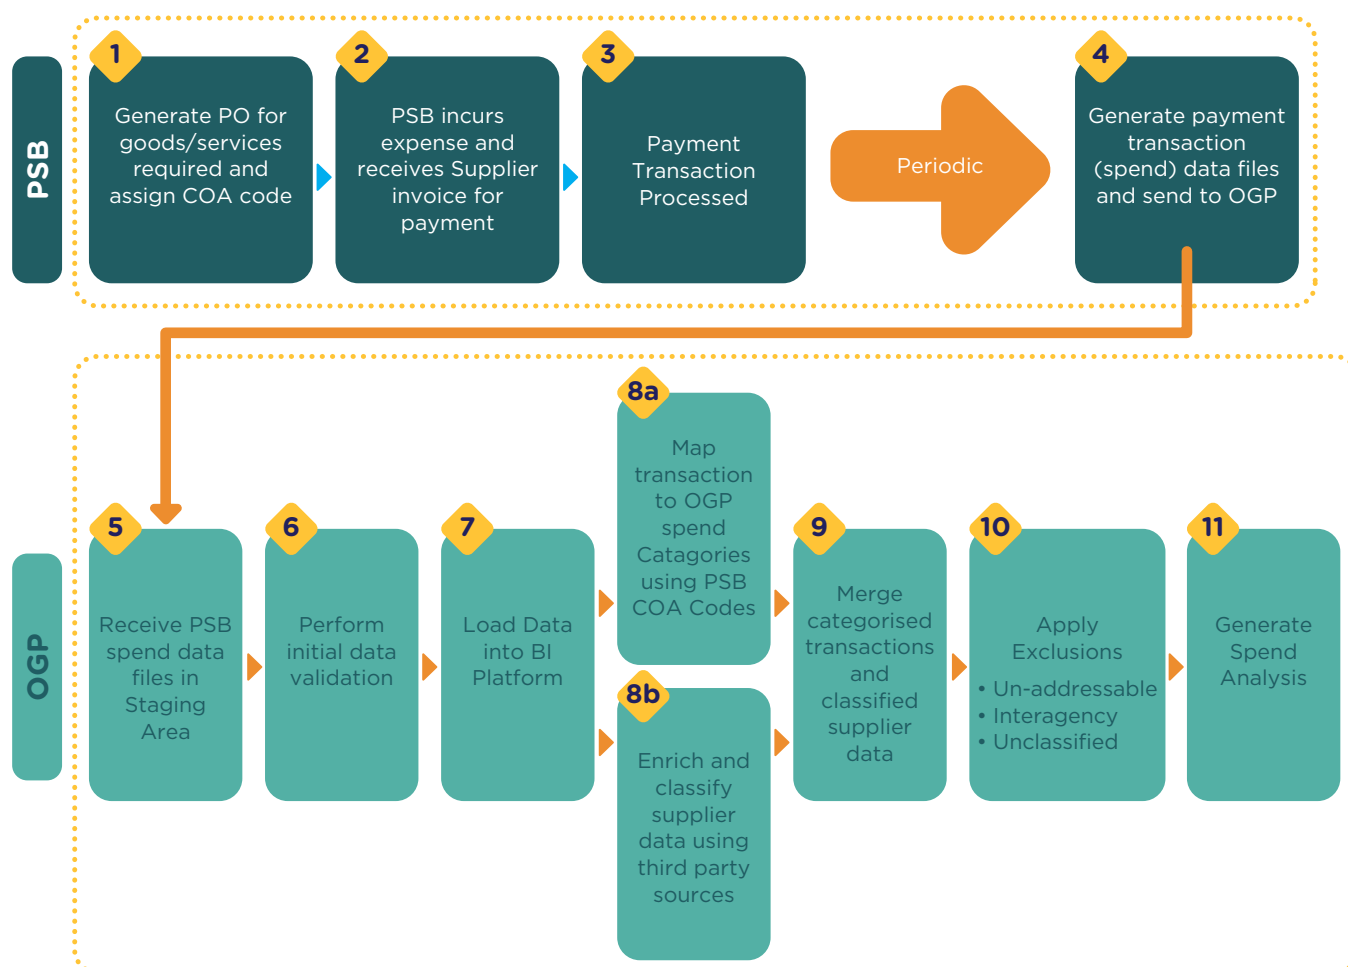 PSB
1
Generate PO for
goods/services
required and
assign COA code
2
PSB incurs
expense and
receives Supplier
invoice for
payment
3
Payment
Transaction
Processed
Periodic
4
Generate payment
transaction
(spend) data files
and send to OGP
OGP
5
Receive PSB
spend data
files in
Staging
Area
6
Perform
initial data
validation
7
Load Data
into BI
Platform
8a
Map
transaction
to OGP
spend
Catagories
using PSB
COA Codes
8b
Enrich and
classify
supplier
data using
third party
sources
9
Merge
categorised
transactions
and
classified
supplier
data
10
Apply
Exclusions
• Un-addressable
• Interagency
• Unclassified
11
Generate
Spend
Analysis